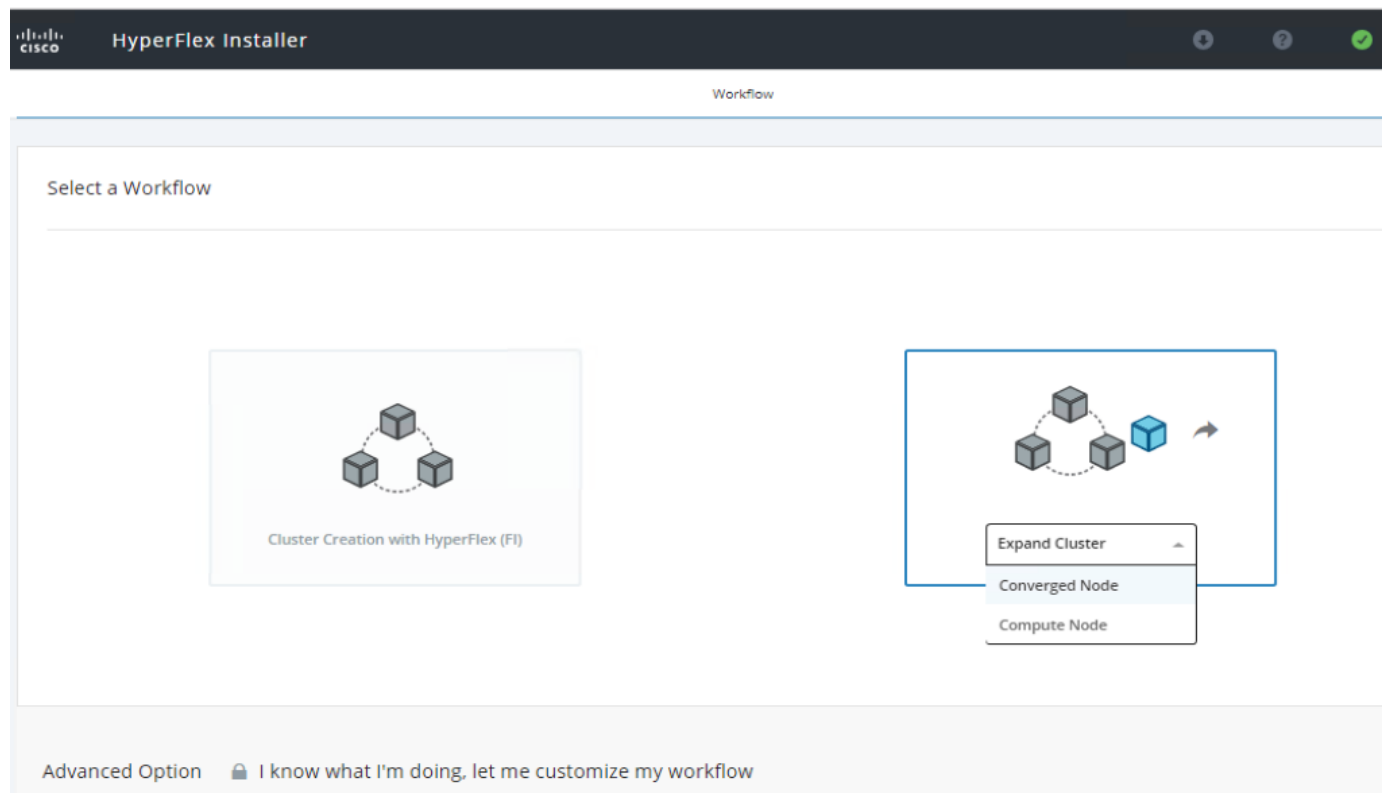 cisco HyperFlex Installer
Workflow
Select a Workflow
Cluster Creation with HyperFlex (FI)
Expand Cluster
Converged Node
Compute Node
Advanced Option I know what I'm doing, let me customize my workflow